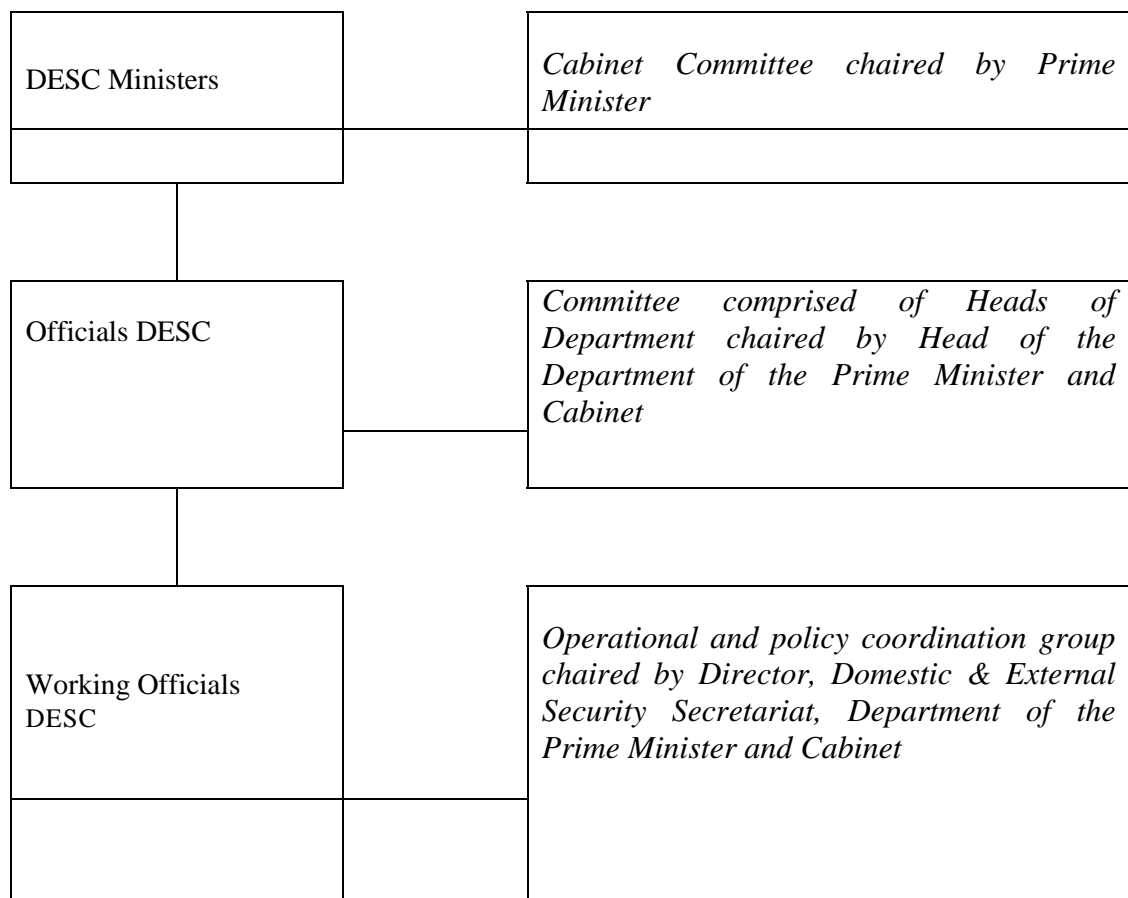 DESC Ministers
Cabinet Committee chaired by Prime
Minister
Officials DESC
Committee comprised of Heads of
Department chaired by Head of the
Department of the Prime Minister and
Cabinet
Working Officials
DESC
Operational and policy coordination group
chaired by Director, Domestic & External
Security Secretariat, Department of the
Prime Minister and Cabinet